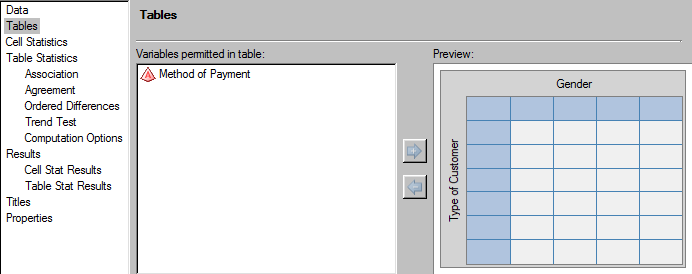 Data
Tables
Cell Statistics
Table Statistics
Association
Agreement
Ordered Differences
Trend Test
Computation Options
Results
Cell Stat Results
Table Stat Results
Titles
Properties
Tables
Variables permitted in table:
Method of Payment
Preview:
Gender
Type of Customer